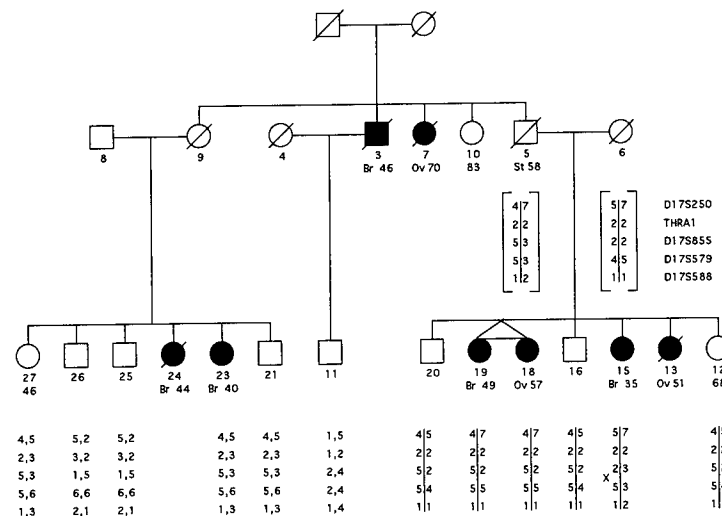 8 9 4 3 7 10 5 6
Br 46 Ov 70 83 St 58
4|7 5|7 D17S250
2|2 2|2 THRA1
5|3 2|2 D17S855
5|3 4|5 D17S579
1|2 1|1 D17S588
27 26 25 24 23 21 11 20 19 18 16 15 13 12
46 Br 44 Br 40 Br 49 Ov 57 Br 35 Ov 51 68
4,5 5,2 5,2 4,5 4,5 1,5 4|5 4|7 4|7 4|5 5|7 4|
2,3 3,2 3,2 2,3 2,3 1,2 2|2 2|2 2|2 2|2 2|2 2|
5,3 1,5 1,5 5,3 5,3 2,4 5|2 5|2 5|2 5|2 2|3 5|
5,6 6,6 6,6 5,6 5,6 2,4 5|4 5|5 5|5 5|4 X 5|3 5|
1,3 2,1 2,1 1,3 1,3 1,4 1|1 1|1 1|1 1|1 1|2 1|